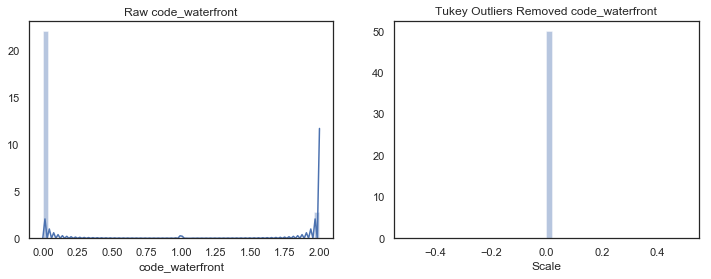 Raw code_waterfront
20
15
10
5
0
0.00 0.25 0.50 0.75 1.00 1.25 1.50 1.75 2.00
code_waterfront
Tukey Outliers Removed code_waterfront
50
40
30
20
10
0
−0.4 −0.2 0.0 0.2 0.4
Scale